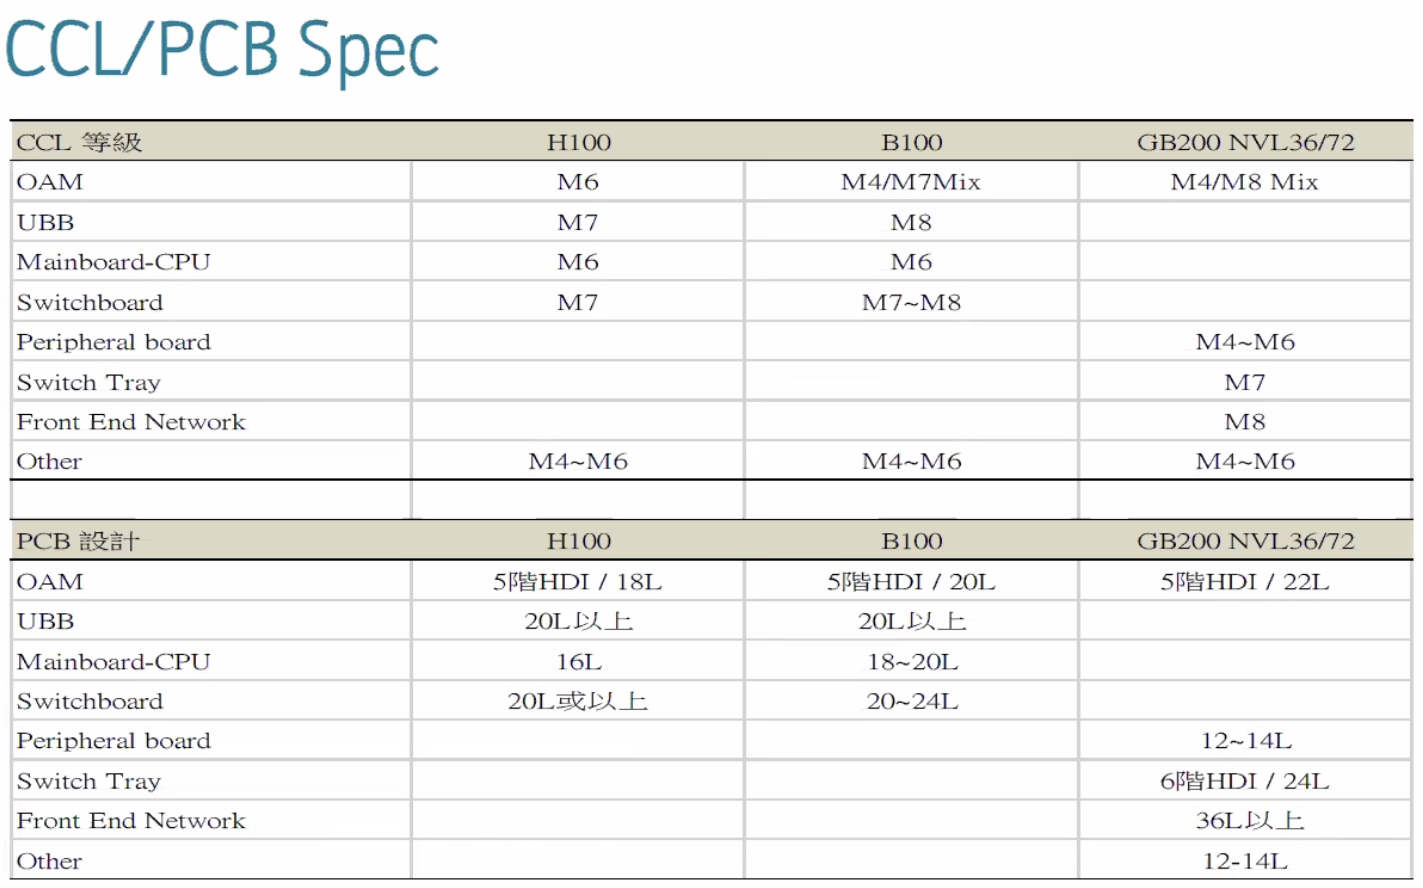 CCL/PCB Spec
CCL 等級 H100 B100 GB200 NVL36/72
OAM M6 M4/M7Mix M4/M8 Mix
UBB M7 M8
Mainboard-CPU M6 M6
Switchboard M7 M7~M8
Peripheral board M4~M6
Switch Tray M7
Front End Network M8
Other M4~M6 M4~M6 M4~M6
PCB 設計 H100 B100 GB200 NVL36/72
OAM 5階HDI / 18L 5階HDI / 20L 5階HDI / 22L
UBB 20L以上 20L以上
Mainboard-CPU 16L 18~20L
Switchboard 20L或以上 20~24L
Peripheral board 12~14L
Switch Tray 6階HDI / 24L
Front End Network 36L以上
Other 12-14L